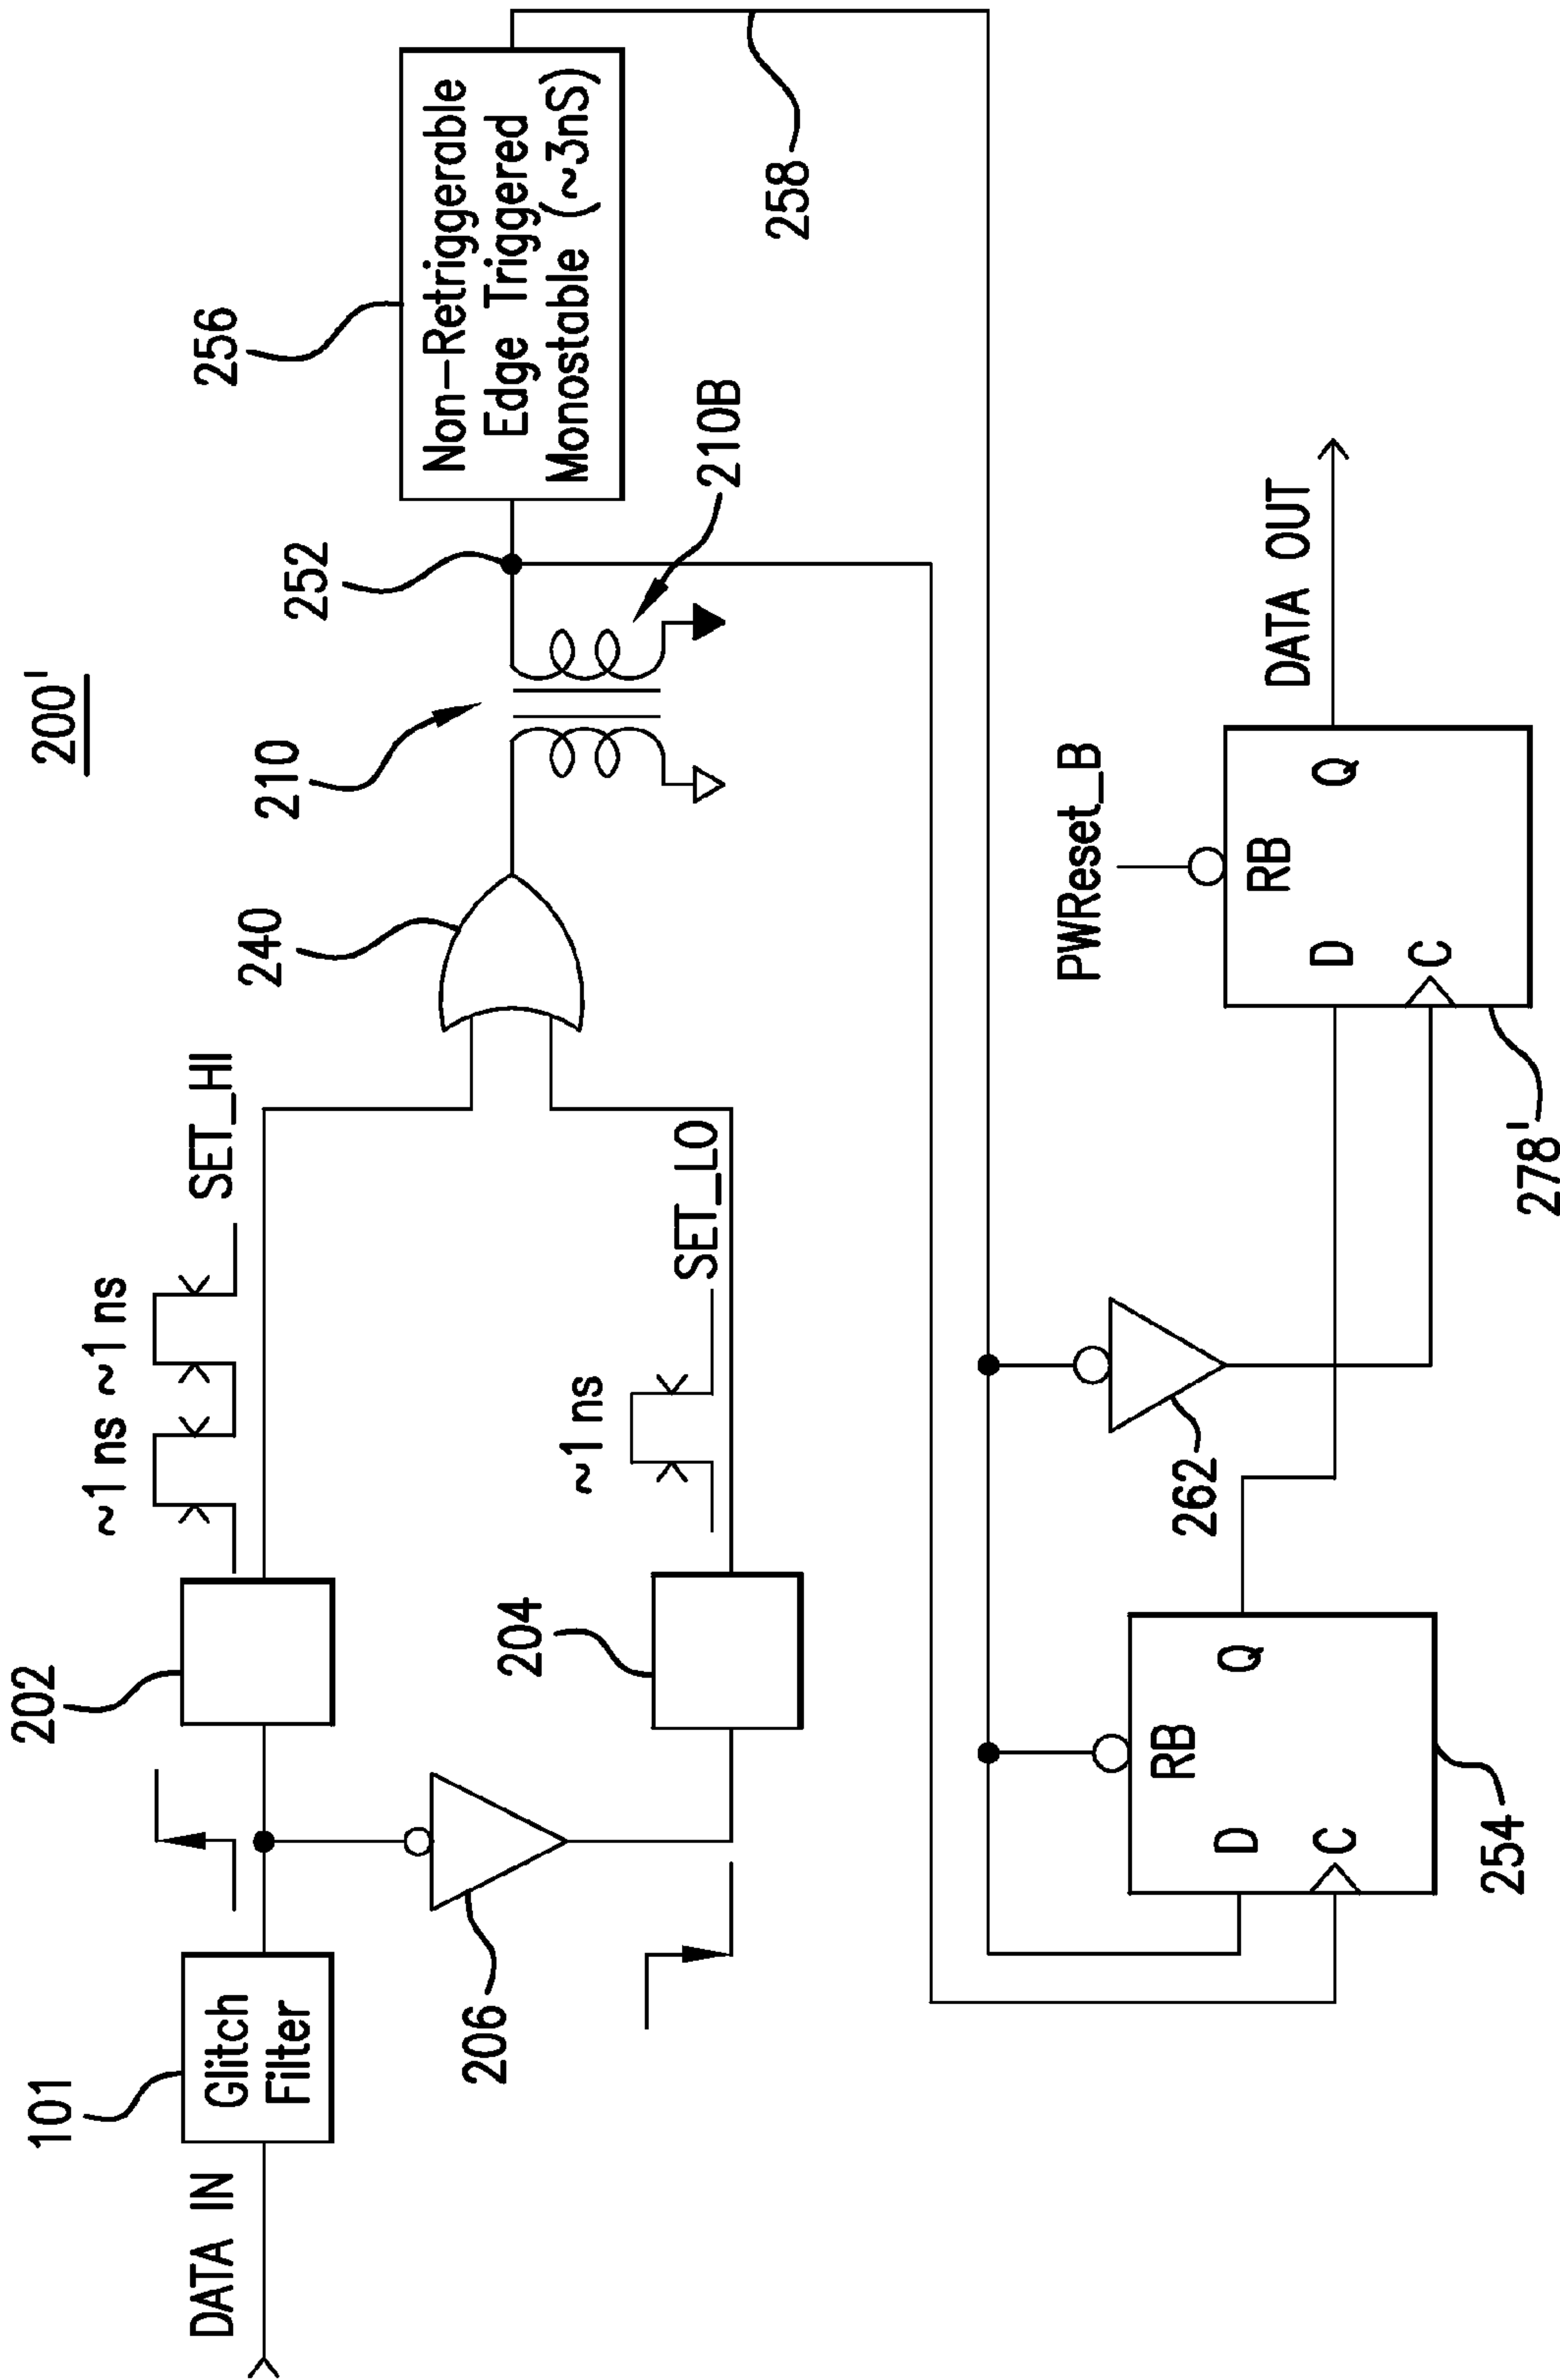 200'
DATA IN
101
Glitch
Filter
202
~1 ns ~1 ns
SET_HI
206
204
~1 ns
SET_LO
240
210
252
210B
256
Non-Retriggerable
Edge Triggered
Monostable (~3nS)
258
254
D
RB
Q
C
262
PWReset_B
D
RB
Q
C
278'
DATA OUT